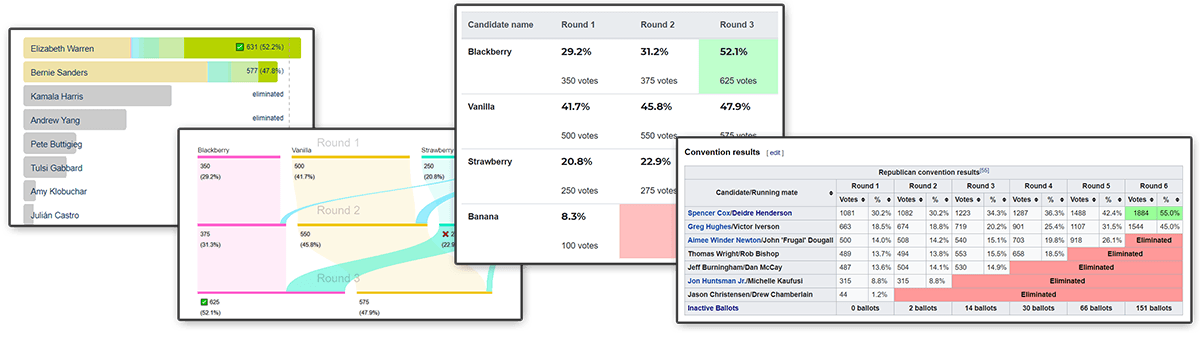 Elizabeth Warren ✅ 631 (52.2%)
Bernie Sanders 577 (47.8%)
Kamala Harris eliminated
Andrew Yang eliminated
Pete Buttigieg
Tulsi Gabbard
Amy Klobuchar
Julián Castro
Round 1
Blackberry Vanilla Strawberry
350 500 250
(29.2%) (41.7%) (20.8%)
Round 2
375 550 ❌
(31.3%) (45.8%) (22.9
Round 3
✅ 625 575
(52.1%) (47.9%)
Candidate name Round 1 Round 2 Round 3
Blackberry 29.2% 31.2% 52.1%
350 votes 375 votes 625 votes
Vanilla 41.7% 45.8% 47.9%
500 votes 550 votes 575 votes
Strawberry 20.8% 22.9%
250 votes 275 votes
Banana 8.3%
100 votes
Convention results [ edit ]
Republican convention results[55]
Candidate/Running mate Round 1 Round 2 Round 3 Round 4 Round 5 Round 6
Votes % Votes % Votes % Votes % Votes % Votes %
Spencer Cox/Deidre Henderson 1081 30.2% 1082 30.2% 1223 34.3% 1287 36.3% 1488 42.4% 1884 55.0%
Greg Hughes/Victor Iverson 663 18.5% 674 18.8% 719 20.2% 901 25.4% 1107 31.5% 1544 45.0%
Aimee Winder Newton/John 'Frugal' Dougall 500 14.0% 508 14.2% 540 15.1% 703 19.8% 918 26.1% Eliminated
Thomas Wright/Rob Bishop 489 13.7% 494 13.8% 553 15.5% 658 18.5% Eliminated
Jeff Burningham/Dan McCay 487 13.6% 504 14.1% 530 14.9% Eliminated
Jon Huntsman Jr./Michelle Kaufusi 315 8.8% 315 8.8% Eliminated
Jason Christensen/Drew Chamberlain 44 1.2% Eliminated
Inactive Ballots 0 ballots 2 ballots 14 ballots 30 ballots 66 ballots 151 ballots